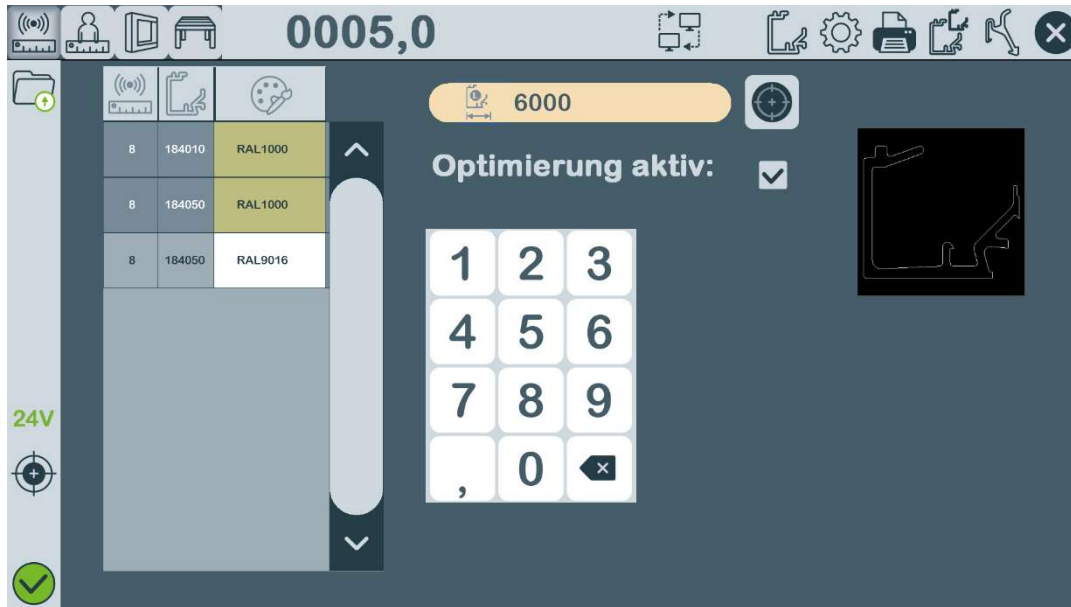 0005,0
6000
8 184010 RAL1000
Optimierung aktiv:
8 184050 RAL1000
8 184050 RAL9016
1 2 3
4 5 6
7 8 9
, 0
24V